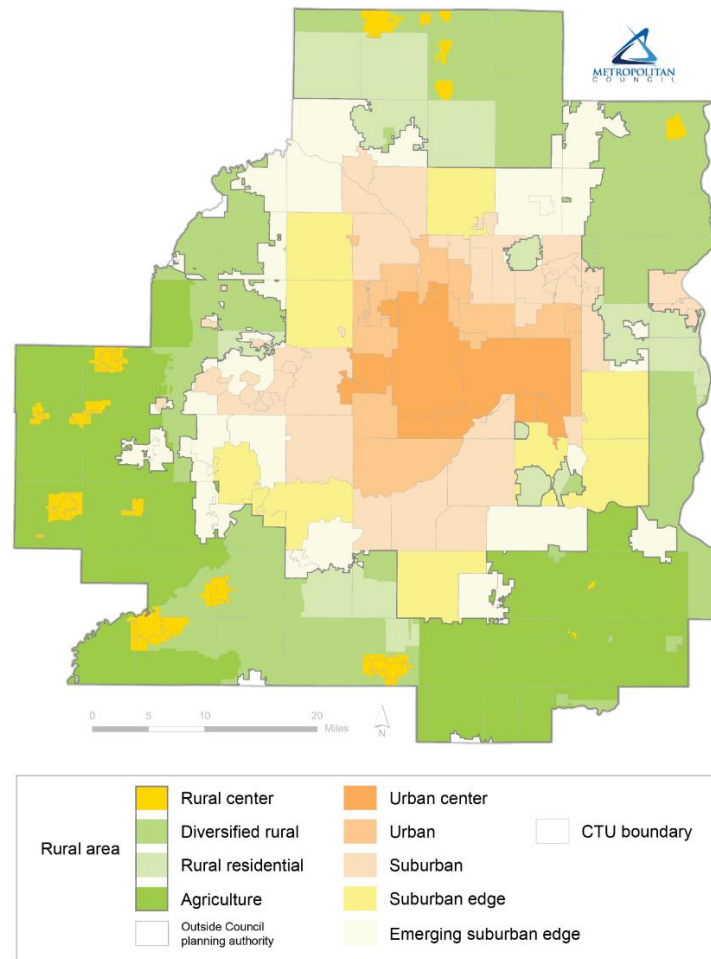 METROPOLITAN
COUNCIL
0 5 10 20
Miles
N
Rural area
Rural center
Diversified rural
Rural residential
Agriculture
Outside Council
planning authority
Urban center
Urban
Suburban
Suburban edge
Emerging suburban edge
CTU boundary